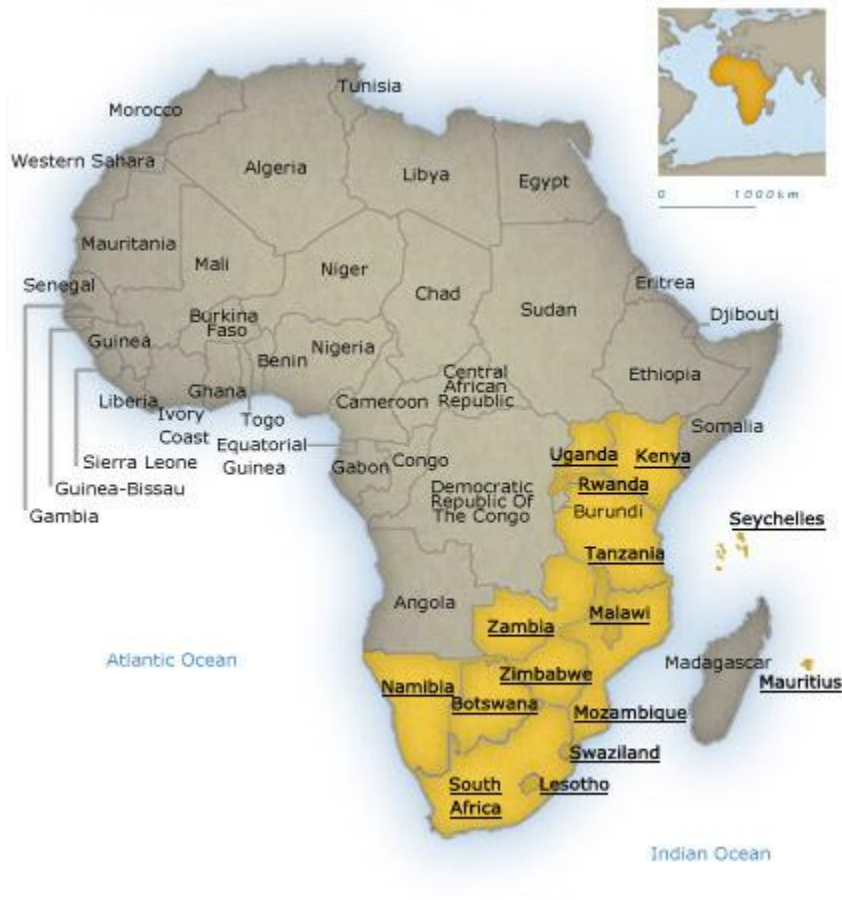 Tunisia
Morocco
Western Sahara
Algeria
Libya
Egypt
0 1000km
Mauritania
Mali
Niger
Chad
Sudan
Eritrea
Senegal
Djibouti
Burkina
Faso
Guinea
Benin
Nigeria
Central
African
Republic
Ethiopia
Liberia
Ghana
Cameroon
Ivory
Coast
Togo
Somalia
Equatorial
Guinea
Sierra Leone
Gabon
Congo
Uganda
Kenya
Guinea-Bissau
Democratic
Republic Of
The Congo
Rwanda
Burundi
Gambia
Seychelles
Tanzania
Angola
Malawi
Zambia
Atlantic Ocean
Madagascar
Zimbabwe
Mauritius
Namibia
Botswana
Mozambique
Swaziland
South
Africa
Lesotho
Indian Ocean